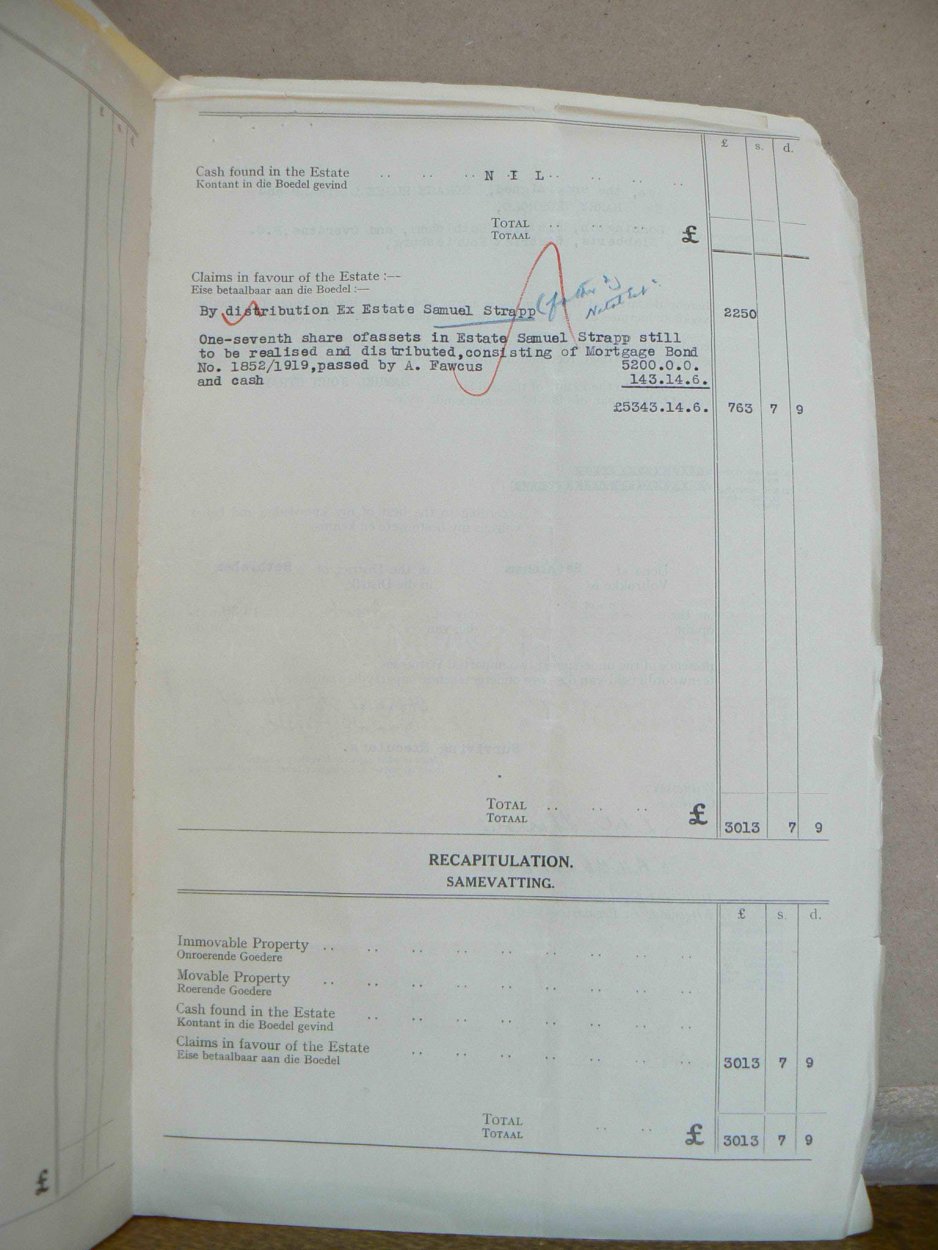 £ s. d.
£ s. d.
Cash found in the Estate .. .. .. N I L .. .. .. ..
Kontant in die Boedel gevind
TOTAL ..
TOTAAL £
Claims in favour of the Estate :—
Eise betaalbaar aan die Boedel :—
By distribution Ex Estate Samuel Strapp (father) 2250
One-seventh share ofassets in Estate Samuel Strapp still
to be realised and distributed,consisting of Mortgage Bond
No. 1852/1919,passed by A. Fawcus 5200.0.0.
and cash 143.14.6.
£5343.14.6. 763 7 9
TOTAL .. .. ..
TOTAAL £ 3013 7 9
RECAPITULATION.
SAMEVATTING.
£ s. d.
Immovable Property .. .. .. .. .. .. .. .. ..
Onroerende Goedere
Movable Property .. .. .. .. .. .. .. .. ..
Roerende Goedere
Cash found in the Estate .. .. .. .. .. .. .. ..
Kontant in die Boedel gevind
Claims in favour of the Estate .. .. .. .. .. .. ..
Eise betaalbaar aan die Boedel 3013 7 9
TOTAL .. ..
TOTAAL £ 3013 7 9
£